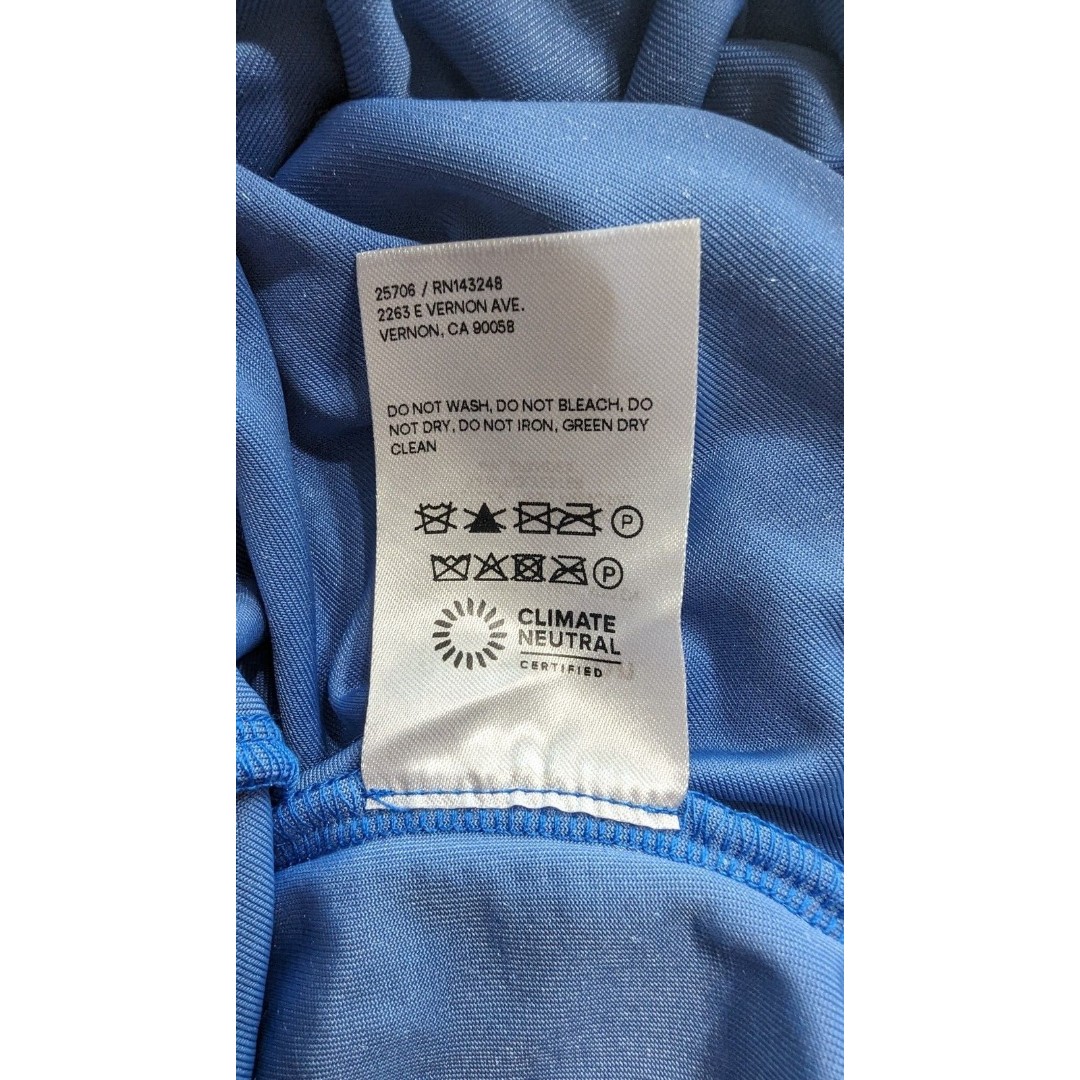 25706 / RN143248
2263 E VERNON AVE.
VERNON, CA 90058
DO NOT WASH, DO NOT BLEACH, DO
NOT DRY, DO NOT IRON, GREEN DRY
CLEAN
P
P
CLIMATE
NEUTRAL
CERTIFIED